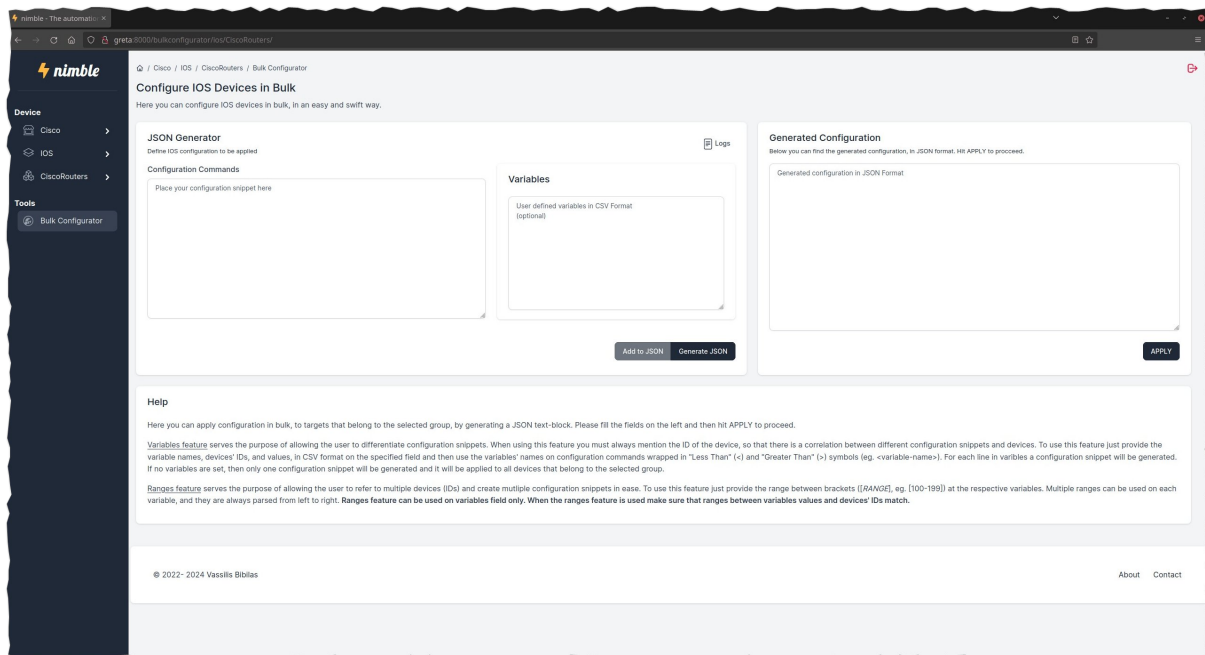 nimble - The automation
greta:8000/bulkconfigurator/ios/CiscoRouters/
nimble
Device
Cisco
IOS
CiscoRouters
Tools
Bulk Configurator
/ Cisco / IOS / CiscoRouters / Bulk Configurator
Configure IOS Devices in Bulk
Here you can configure IOS devices in bulk, in an easy and swift way.
JSON Generator
Define IOS configuration to be applied
Logs
Configuration Commands
Place your configuration snippet here
Variables
User defined variables in CSV Format
(optional)
Add to JSON
Generate JSON
Generated Configuration
Below you can find the generated configuration, in JSON format. Hit APPLY to procceed.
Generated configuration in JSON Format
APPLY
Help
Here you can apply configuration in bulk, to targets that belong to the selected group, by generating a JSON text-block. Please fill the fields on the left and then hit APPLY to proceed.
Variables feature serves the purpose of allowing the user to differentiate configuration snippets. When using this feature you must always mention the ID of the device, so that there is a correlation between different configuration snippets and devices. To use this feature just provide the
variable names, devices' IDs, and values, in CSV format on the specified field and then use the variables' names on configuration commands wrapped in "Less Than" (<) and "Greater Than" (>) symbols (eg. <variable-name>). For each line in varibles a configuration snippet will be generated.
If no variables are set, then only one configuration snippet will be generated and it will be applied to all devices that belong to the selected group.
Ranges feature serves the purpose of allowing the user to refer to multiple devices (IDs) and create mutliple configuration snippets in ease. To use this feature just provide the range between brackets ([RANGE], eg. [100-199]) at the respective variables. Multiple ranges can be used on each
variable, and they are always parsed from left to right. Ranges feature can be used on variables field only. When the ranges feature is used make sure that ranges between variables values and devices' IDs match.
© 2022- 2024 Vassilis Bibilas
About
Contact